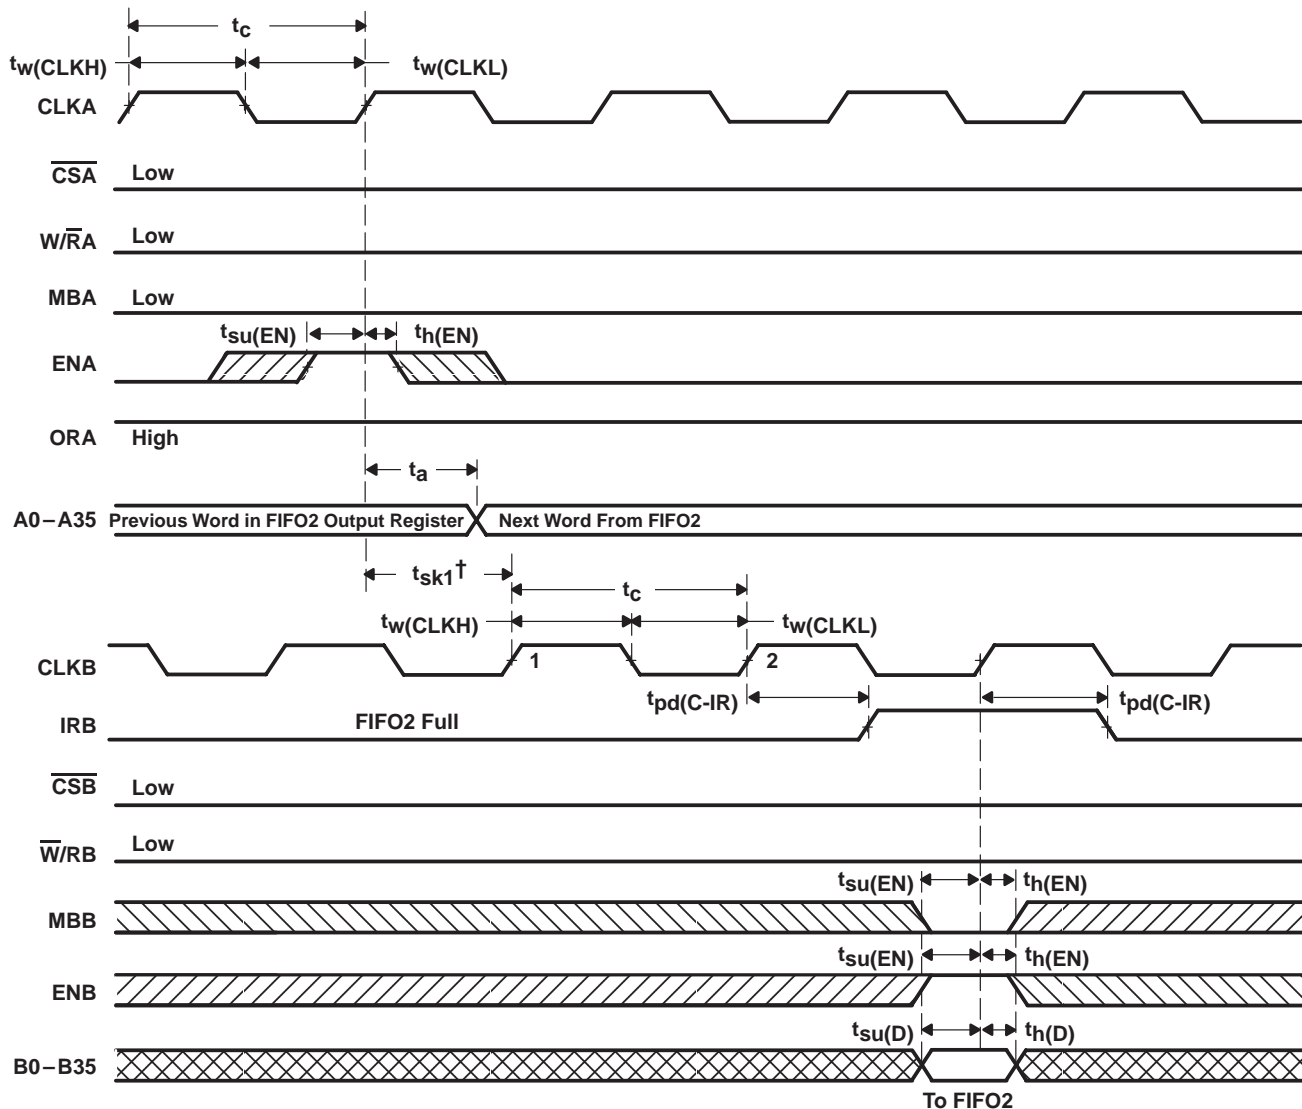 tc
tw(CLKH)
tw(CLKL)
CLKA
CSA
Low
W/RA
Low
MBA
Low
tsu(EN)
th(EN)
ENA
ORA
High
ta
A0–A35
Previous Word in FIFO2 Output Register
Next Word From FIFO2
tsk1†
tc
tw(CLKH)
tw(CLKL)
CLKB
1
2
tpd(C-IR)
tpd(C-IR)
IRB
FIFO2 Full
CSB
Low
W/RB
Low
tsu(EN)
th(EN)
MBB
tsu(EN)
th(EN)
ENB
tsu(D)
th(D)
B0–B35
To FIFO2